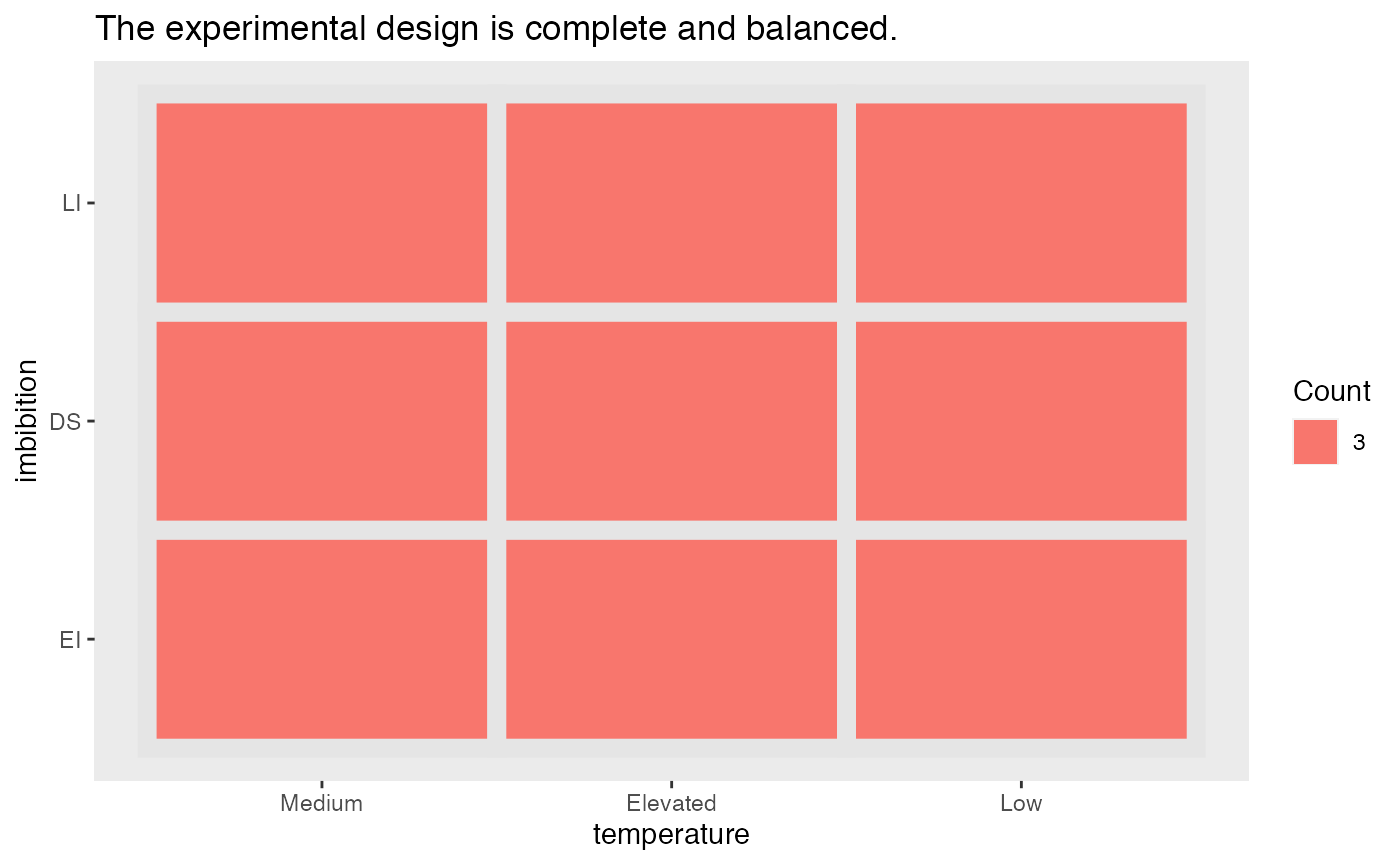 The experimental design is complete and balanced.
imbibition
LI
DS
EI
Medium Elevated Low
temperature
Count
3